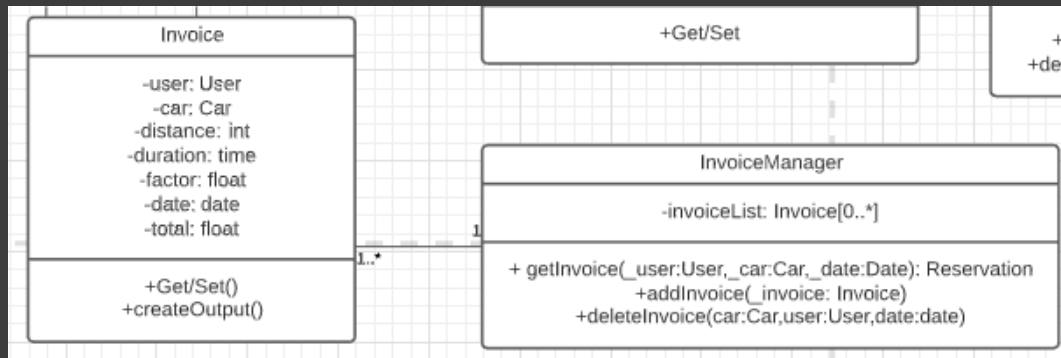 Invoice
-user: User
-car: Car
-distance: int
-duration: time
-factor: float
-date: date
-total: float
+Get/Set()
+createOutput()
1..*
1
+Get/Set
+
+de
InvoiceManager
-invoiceList: Invoice[0..*]
+ getInvoice(_user:User,_car:Car,_date:Date): Reservation
+addInvoice(_invoice: Invoice)
+deleteInvoice(car:Car,user:User,date:date)